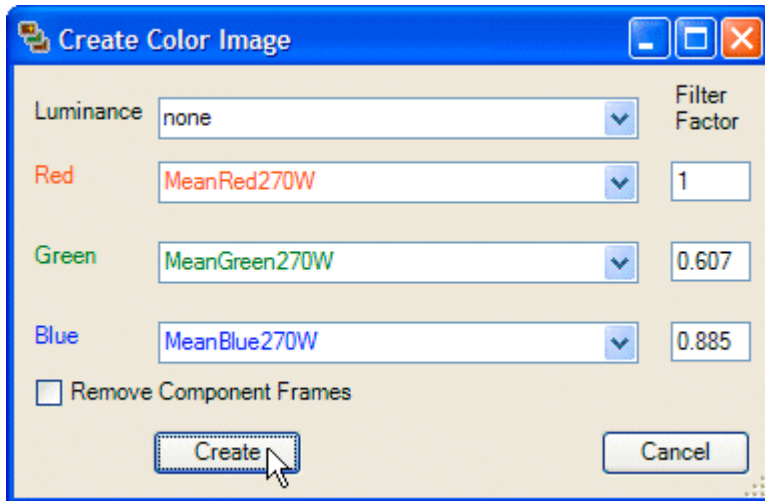 Create Color Image
Filter
Factor
Luminance none
Red MeanRed270W 1
Green MeanGreen270W 0.607
Blue MeanBlue270W 0.885
Remove Component Frames
Create Cancel